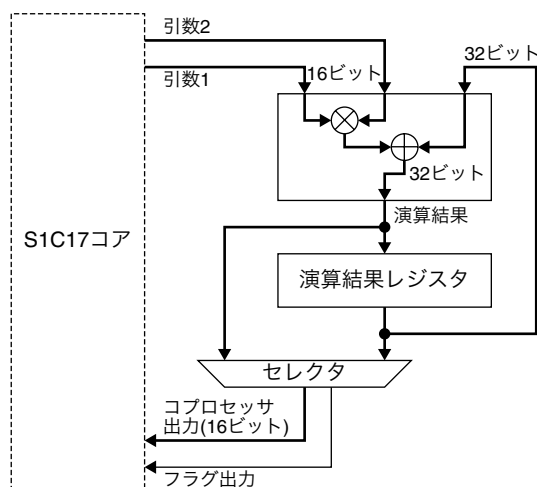 引数2
32ビット
引数1
16ビット
32ビット
演算結果
S1C17コア
演算結果レジスタ
セレクタ
コプロセッサ
出力(16ビット)
フラグ出力